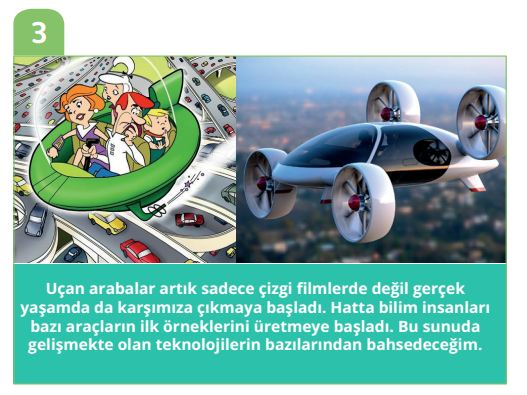 3
Uçan arabalar artık sadece çizgi filmlerde değil gerçek
yaşamda da karşımıza çıkmaya başladı. Hatta bilim insanları
bazı araçların ilk örneklerini üretmeye başladı. Bu sunuda
gelişmekte olan teknolojilerin bazılarından bahsedeceğim.